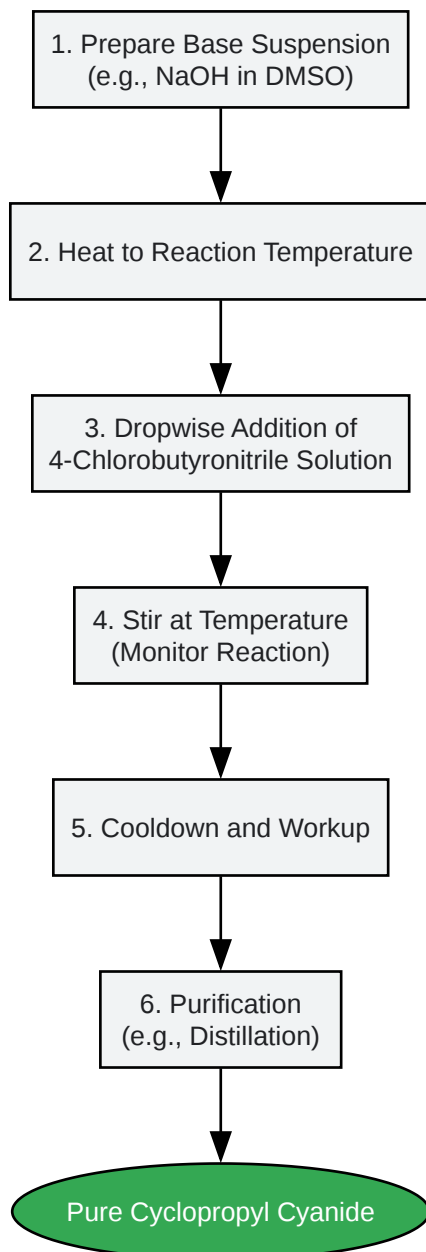 1. Prepare Base Suspension
(e.g., NaOH in DMSO)
2. Heat to Reaction Temperature
3. Dropwise Addition of
4-Chlorobutyronitrile Solution
4. Stir at Temperature
(Monitor Reaction)
5. Cooldown and Workup
6. Purification
(e.g., Distillation)
Pure Cyclopropyl Cyanide